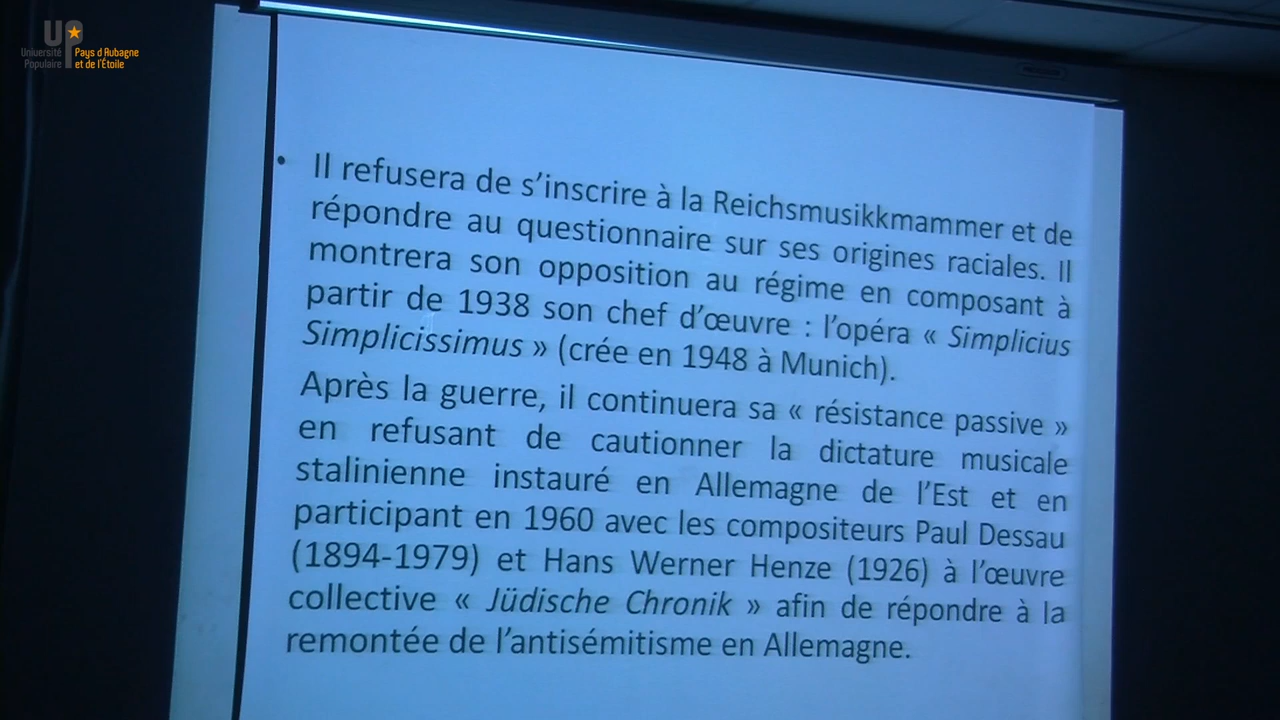 UP
Université Pays d'Aubagne
Populaire et de l'Étoile
• Il refusera de s'inscrire à la Reichsmusikkmammer et de
répondre au questionnaire sur ses origines raciales. Il
montrera son opposition au régime en composant à
partir de 1938 son chef d'œuvre : l'opéra « Simplicius
Simplicissimus » (crée en 1948 à Munich).
Après la guerre, il continuera sa « résistance passive »
en refusant de cautionner la dictature musicale
stalinienne instauré en Allemagne de l'Est et en
participant en 1960 avec les compositeurs Paul Dessau
(1894-1979) et Hans Werner Henze (1926) à l'œuvre
collective « Jüdische Chronik » afin de répondre à la
remontée de l'antisémitisme en Allemagne.